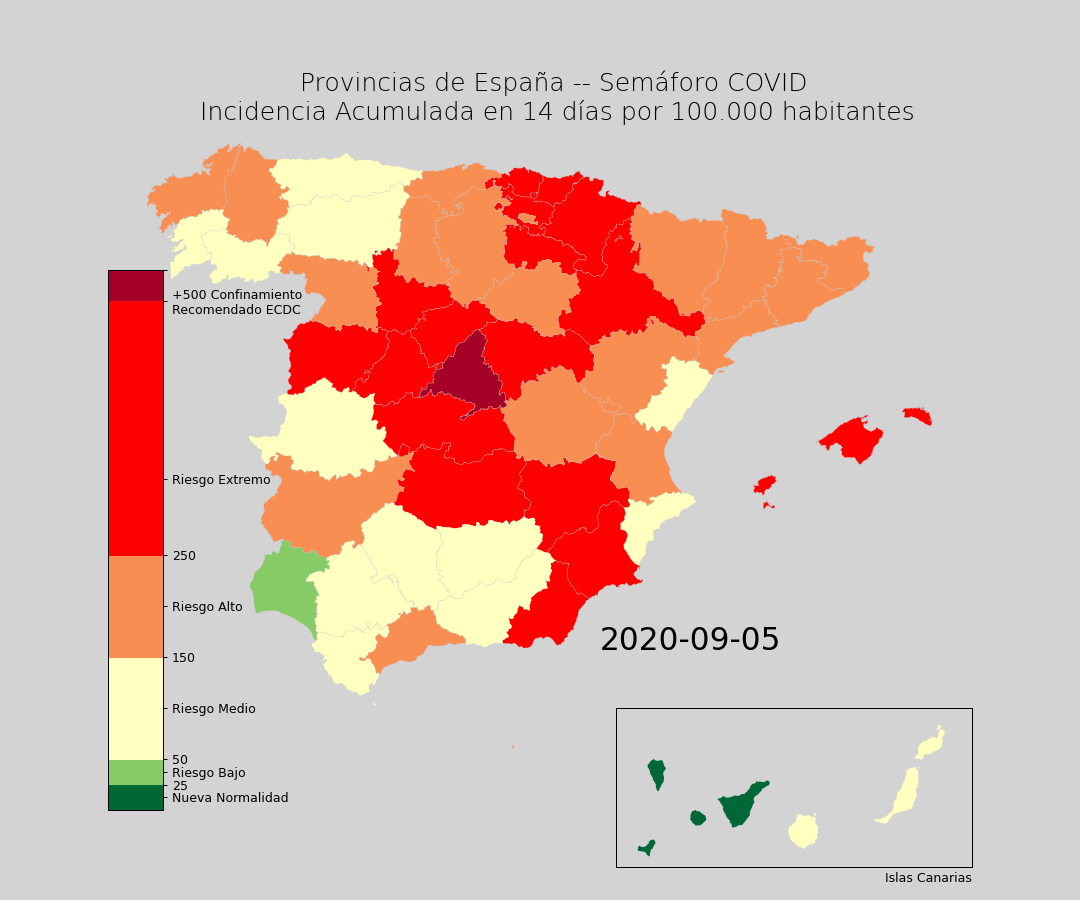 Provincias de España -- Semáforo COVID
Incidencia Acumulada en 14 días por 100.000 habitantes
+500 Confinamiento
Recomendado ECDC
Riesgo Extremo
250
Riesgo Alto
150
Riesgo Medio
50
Riesgo Bajo
25
Nueva Normalidad
2020-09-05
Islas Canarias